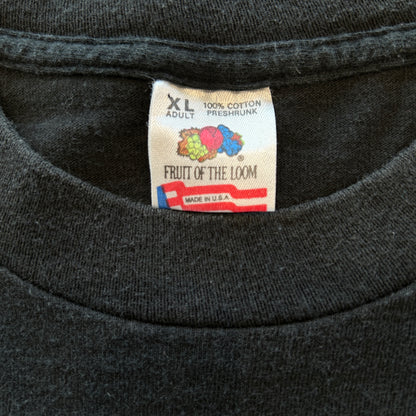 XL
ADULT
100% COTTON
PRESHRUNK
®
FRUIT OF THE LOOM
MADE IN U.S.A.